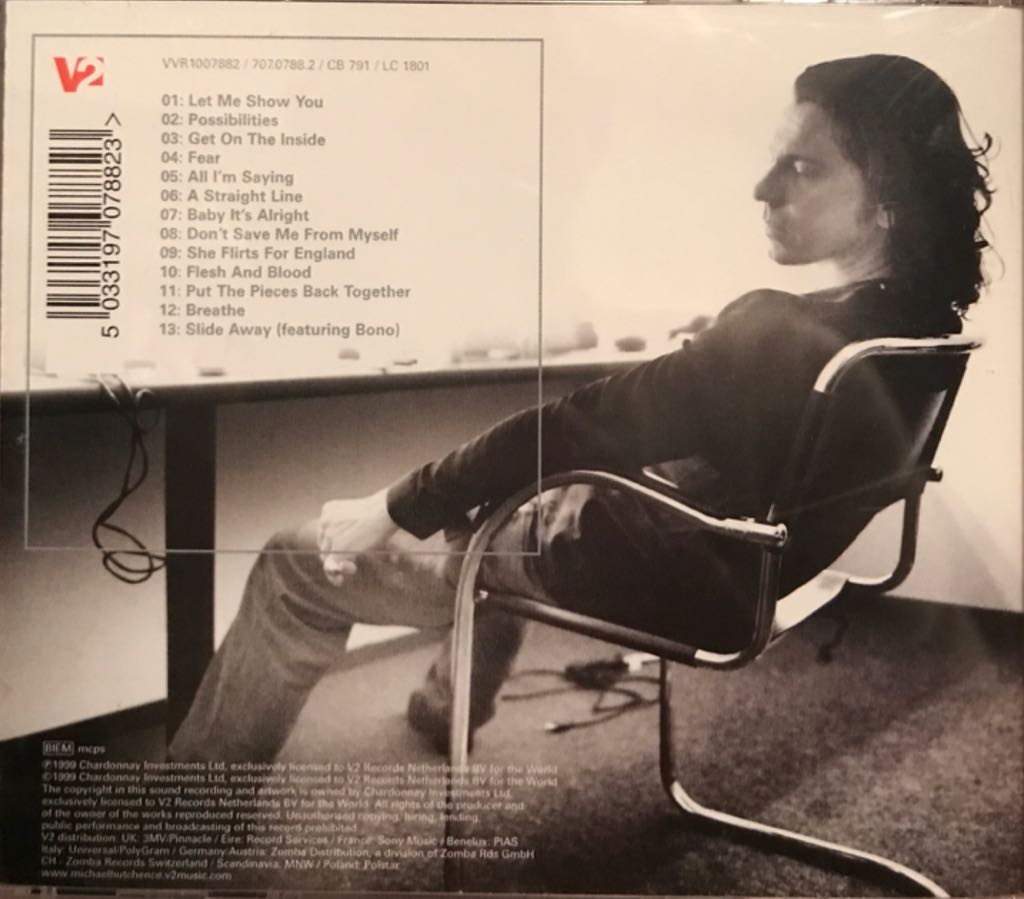 V2
VVR1007882 / 707.0788.2 / CB 791 / LC 1801
01: Let Me Show You
02: Possibilities
03: Get On The Inside
04: Fear
05: All I'm Saying
06: A Straight Line
07: Baby It's Alright
08: Don't Save Me From Myself
09: She Flirts For England
10: Flesh And Blood
11: Put The Pieces Back Together
12: Breathe
13: Slide Away (featuring Bono)
5 033197 078823 >
BIEM mcps
℗1999 Chardonnay Investments Ltd, exclusively licensed to V2 Records Netherlands BV for the World
©1999 Chardonnay Investments Ltd, exclusively licensed to V2 Records Netherlands BV for the World
The copyright in this sound recording and artwork is owned by Chardonnay Investments Ltd,
exclusively licensed to V2 Records Netherlands BV for the World. All rights of the producer and
of the owner of the works reproduced reserved. Unauthorised copying, hiring, lending,
public performance and broadcasting of this record prohibited.
V2 distribution: UK: 3MV/Pinnacle / Eire: Record Services / France: Sony Music / Benelux: PIAS
Italy: Universal/PolyGram / Germany/Austria: Zomba Distribution, a division of Zomba Rds GmbH
CH - Zomba Records Switzerland / Scandinavia: MNW / Poland: Polstar
www.michaelhutchence.v2music.com